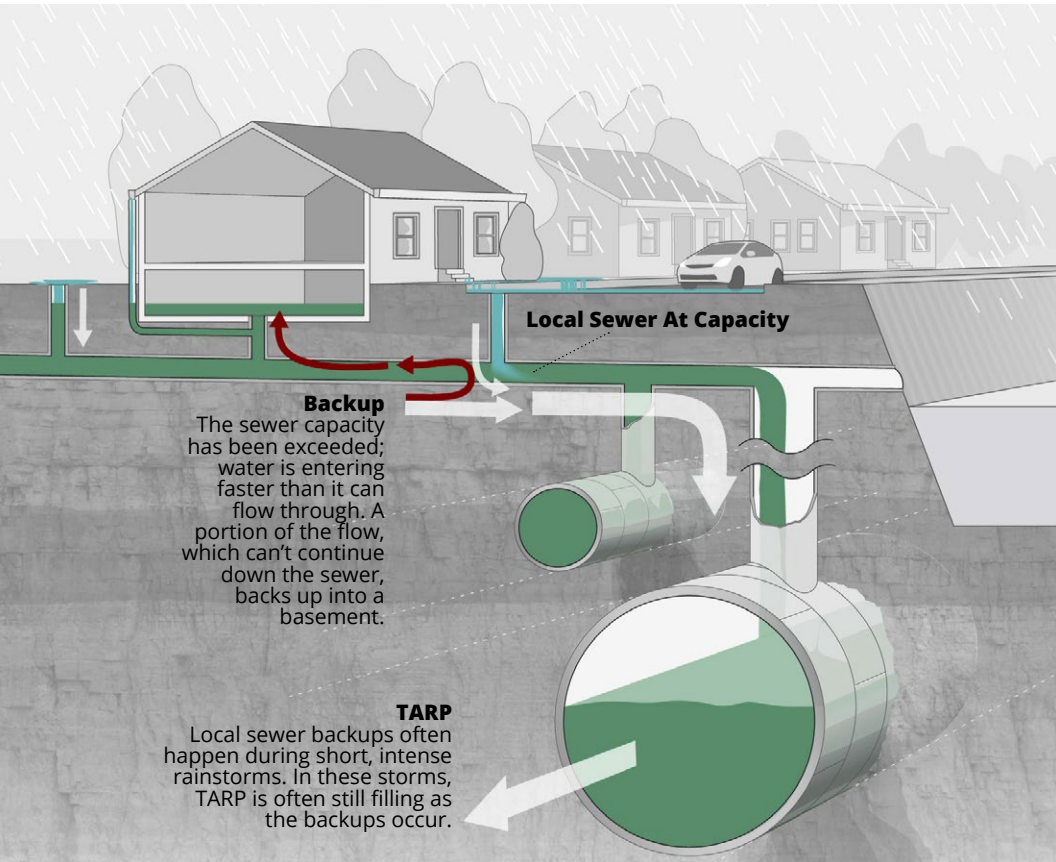 Local Sewer At Capacity
Backup
The sewer capacity
has been exceeded;
water is entering
faster than it can
flow through. A
portion of the flow,
which can’t continue
down the sewer,
backs up into a
basement.
TARP
Local sewer backups often
happen during short, intense
rainstorms. In these storms,
TARP is often still filling as
the backups occur.